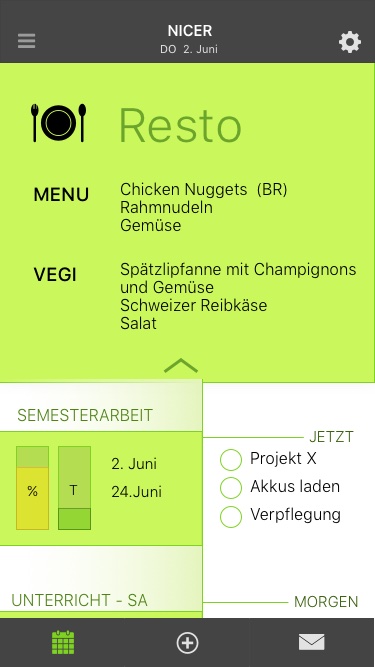 NICER
DO 2. Juni
Resto
MENU
Chicken Nuggets (BR)
Rahmnudeln
Gemüse
VEGI
Spätzlipfanne mit Champignons
und Gemüse
Schweizer Reibkäse
Salat
SEMESTERARBEIT
%
T
2. Juni
24.Juni
JETZT
Projekt X
Akkus laden
Verpflegung
UNTERRICHT - SA
MORGEN